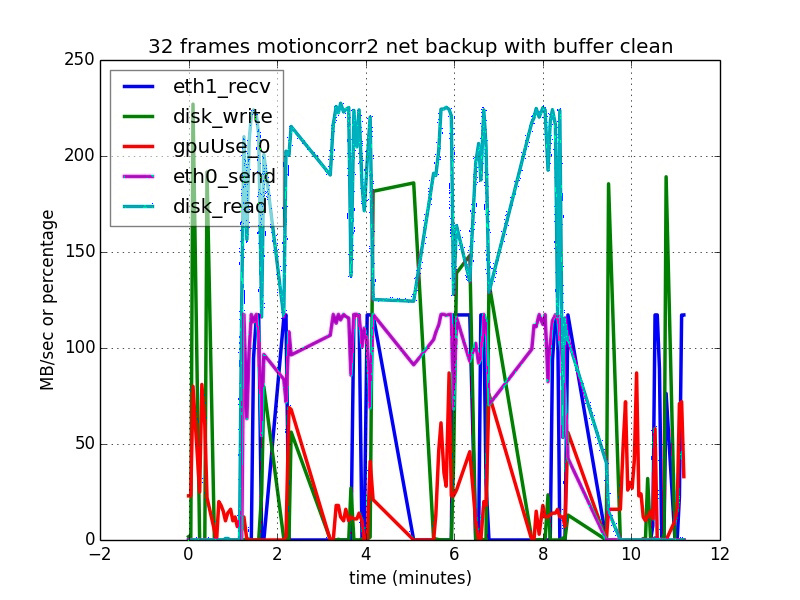 32 frames motioncorr2 net backup with buffer clean
MB/sec or percentage
250
200
150
100
50
0
eth1_recv
disk_write
gpuUse_0
eth0_send
disk_read
−2 0 2 4 6 8 10 12
time (minutes)